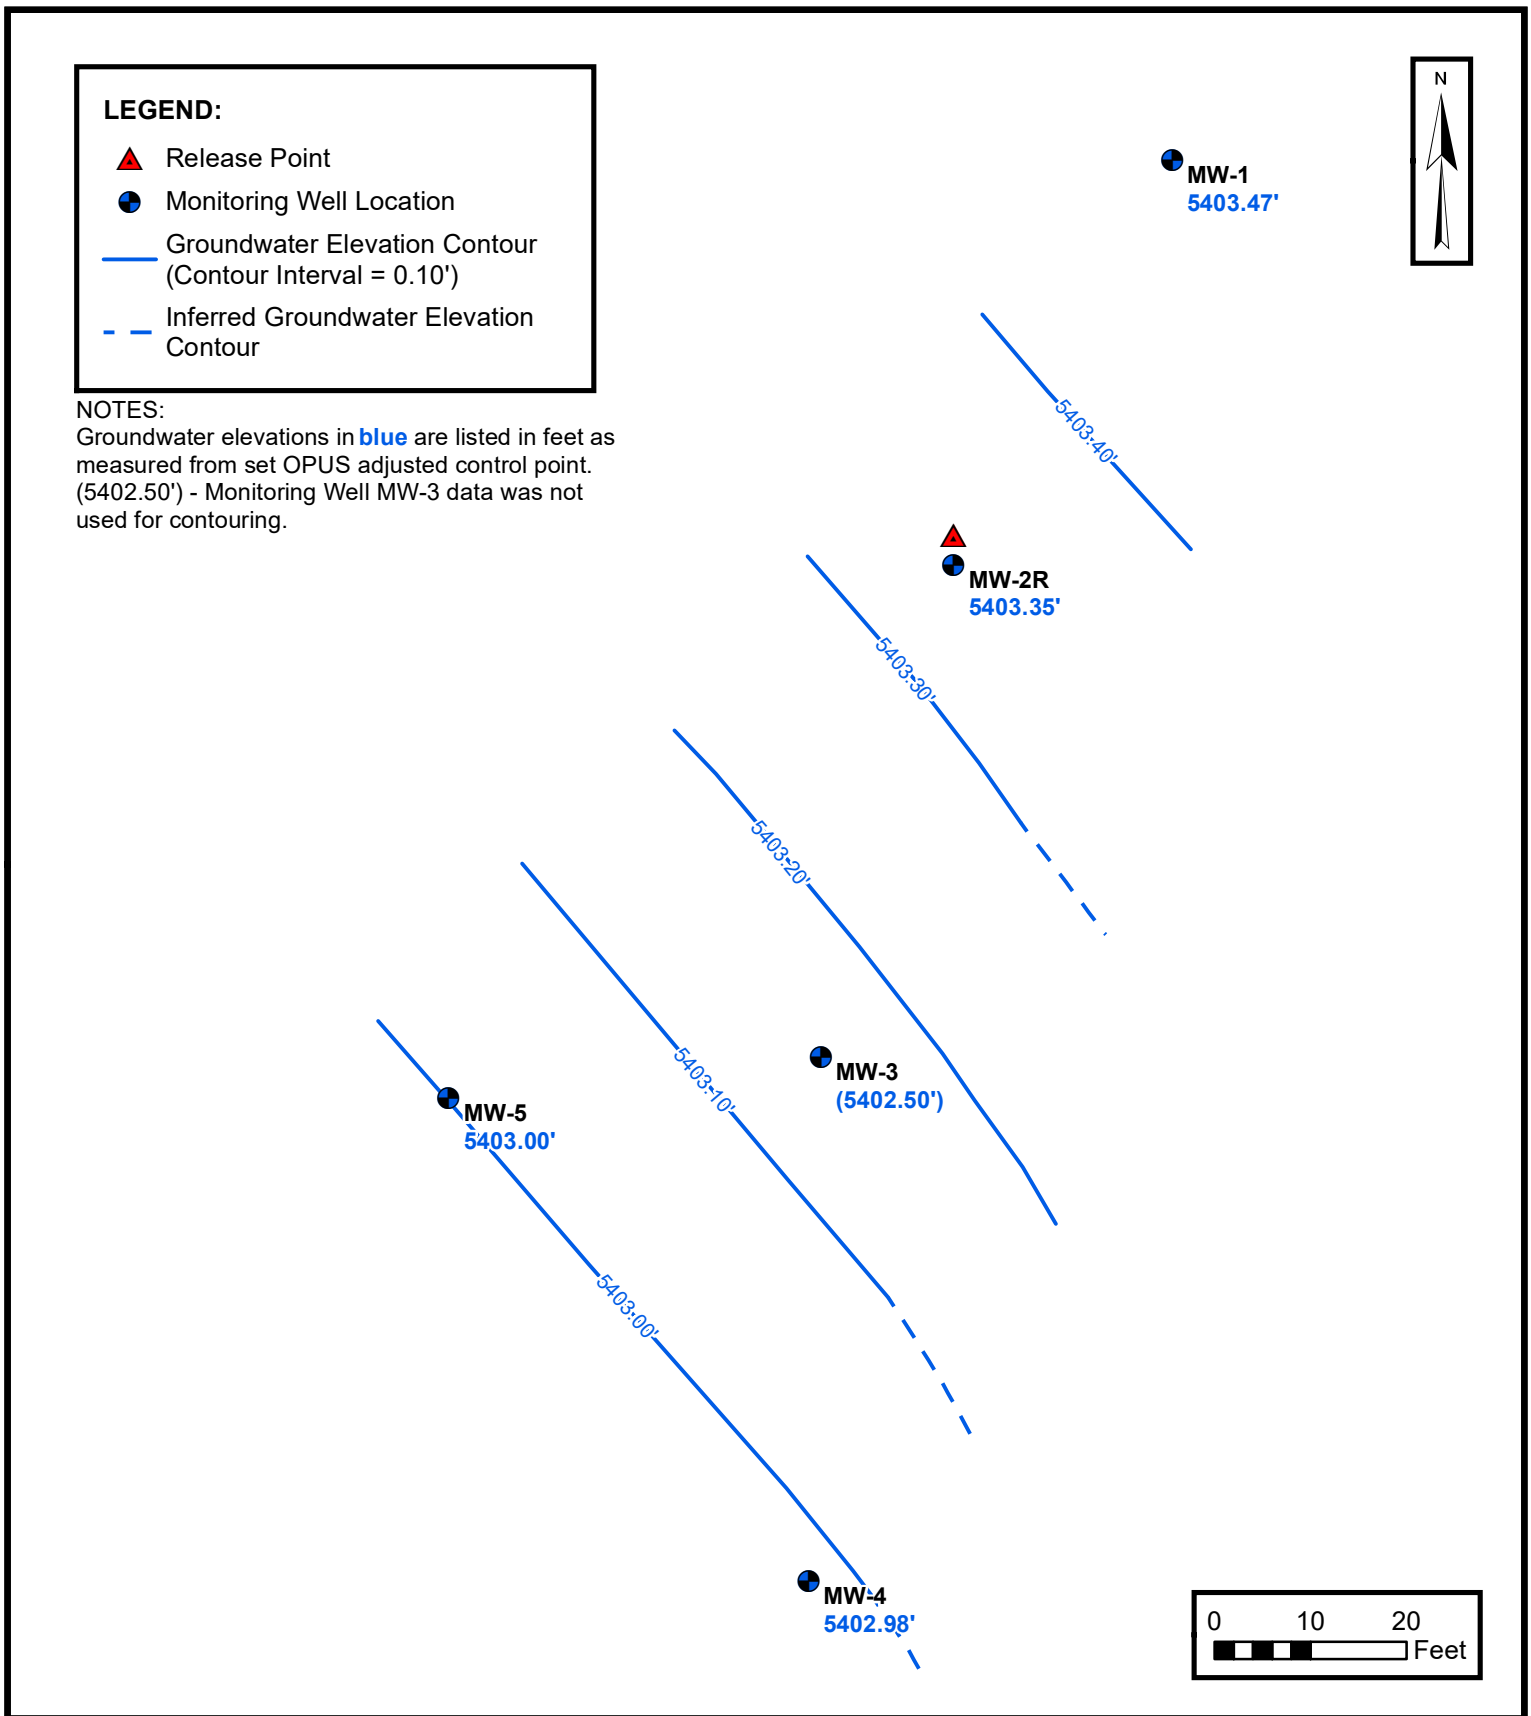 LEGEND:
Release Point
Monitoring Well Location
Groundwater Elevation Contour
(Contour Interval = 0.10')
Inferred Groundwater Elevation
Contour
NOTES:
Groundwater elevations in blue are listed in feet as
measured from set OPUS adjusted control point.
(5402.50') - Monitoring Well MW-3 data was not
used for contouring.
N
MW-1
5403.47'
5403.40'
MW-2R
5403.35'
5403.30'
5403.20'
5403.10'
MW-3
(5402.50')
MW-5
5403.00'
5403.00'
MW-4
5402.98'
0 10 20
Feet